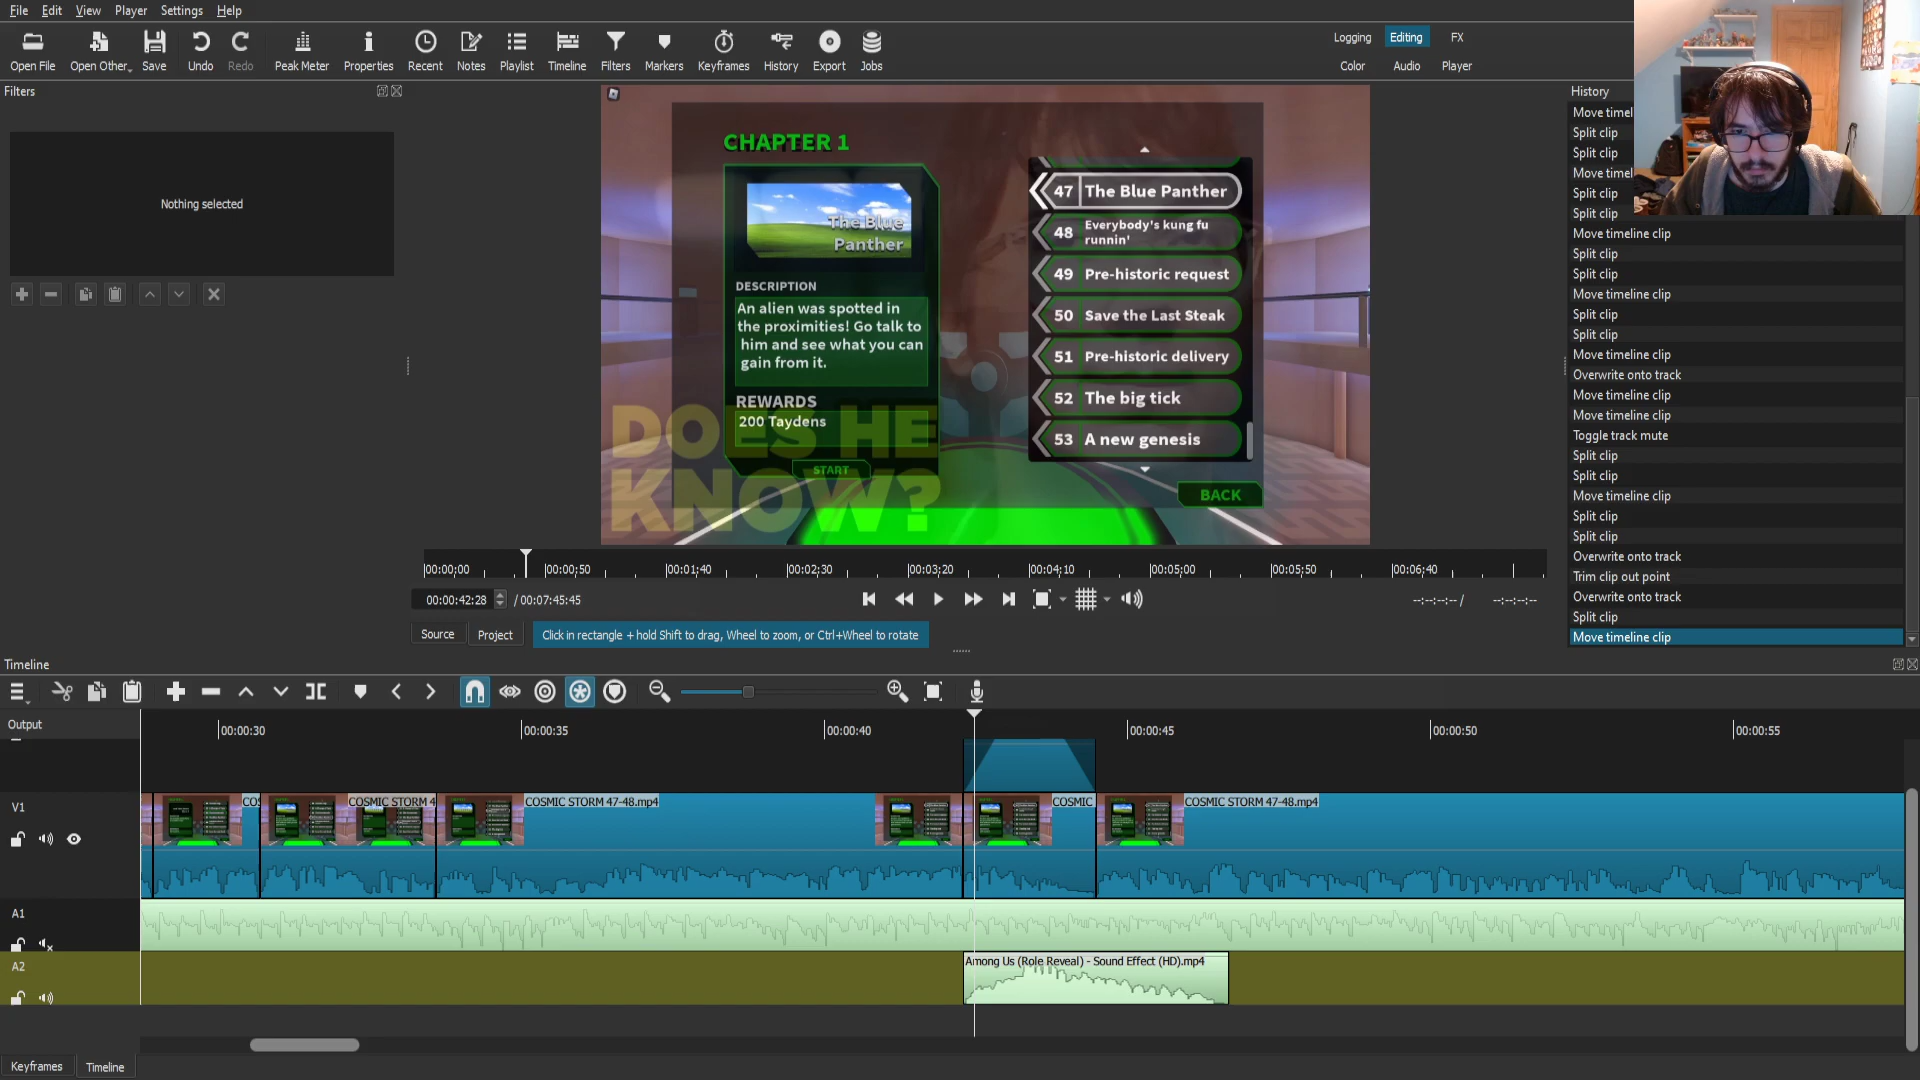 File Edit View Player Settings Help
Open File Open Other... Save Undo Redo Peak Meter Properties Recent Notes Playlist Timeline Filters Markers Keyframes History Export Jobs
Logging Editing FX
Color Audio Player
Filters
Nothing selected
CHAPTER 1
The Blue
Panther
DESCRIPTION
An alien was spotted in
the proximities! Go talk to
him and see what you can
gain from it.
REWARDS
200 Taydens
START
DOES HE
KNOW?
47 The Blue Panther
48 Everybody's kung fu
runnin'
49 Pre-historic request
50 Save the Last Steak
51 Pre-historic delivery
52 The big tick
53 A new genesis
BACK
History
Move timel
Split clip
Split clip
Move timel
Split clip
Split clip
Move timeline clip
Split clip
Split clip
Move timeline clip
Split clip
Split clip
Move timeline clip
Overwrite onto track
Move timeline clip
Move timeline clip
Toggle track mute
Split clip
Split clip
Move timeline clip
Split clip
Split clip
Overwrite onto track
Trim clip out point
Overwrite onto track
Split clip
Move timeline clip
00:00;00 00:00;50 00:01;40 00:02;30 00:03;20 00:04;10 00:05;00 00:05;50 00:06;40
00:00:42:28 / 00:07:45:45
--:--:--:-- / --:--:--:--
Source Project Click in rectangle + hold Shift to drag, Wheel to zoom, or Ctrl+Wheel to rotate
Timeline
Output
00:00:30 00:00:35 00:00:40 00:00:45 00:00:50 00:00:55
V1
COS COSMIC STORM 4 COSMIC STORM 47-48.mp4 COSMIC COSMIC STORM 47-48.mp4
A1
A2
Among Us (Role Reveal) - Sound Effect (HD).mp4
Keyframes Timeline